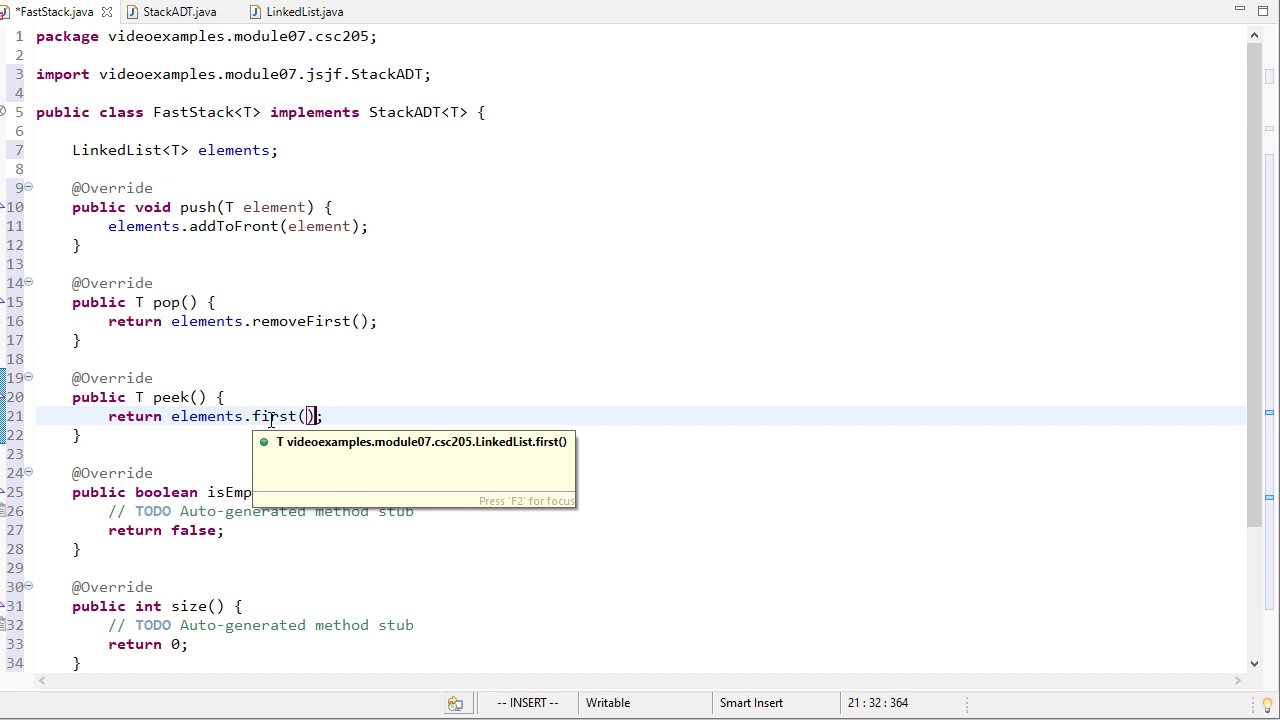 *FastStack.java StackADT.java LinkedList.java
1 package videoexamples.module07.csc205;
2
3 import videoexamples.module07.jsjf.StackADT;
4
5 public class FastStack<T> implements StackADT<T> {
6
7 LinkedList<T> elements;
8
9 @Override
10 public void push(T element) {
11 elements.addToFront(element);
12 }
13
14 @Override
15 public T pop() {
16 return elements.removeFirst();
17 }
18
19 @Override
20 public T peek() {
21 return elements.first();
22 }
T videoexamples.module07.csc205.LinkedList.first()
23
24 @Override
25 public boolean isEmp
Press 'F2' for focus
26 // TODO Auto-generated method stub
27 return false;
28 }
29
30 @Override
31 public int size() {
32 // TODO Auto-generated method stub
33 return 0;
34 }
-- INSERT -- Writable Smart Insert 21 : 32 : 364